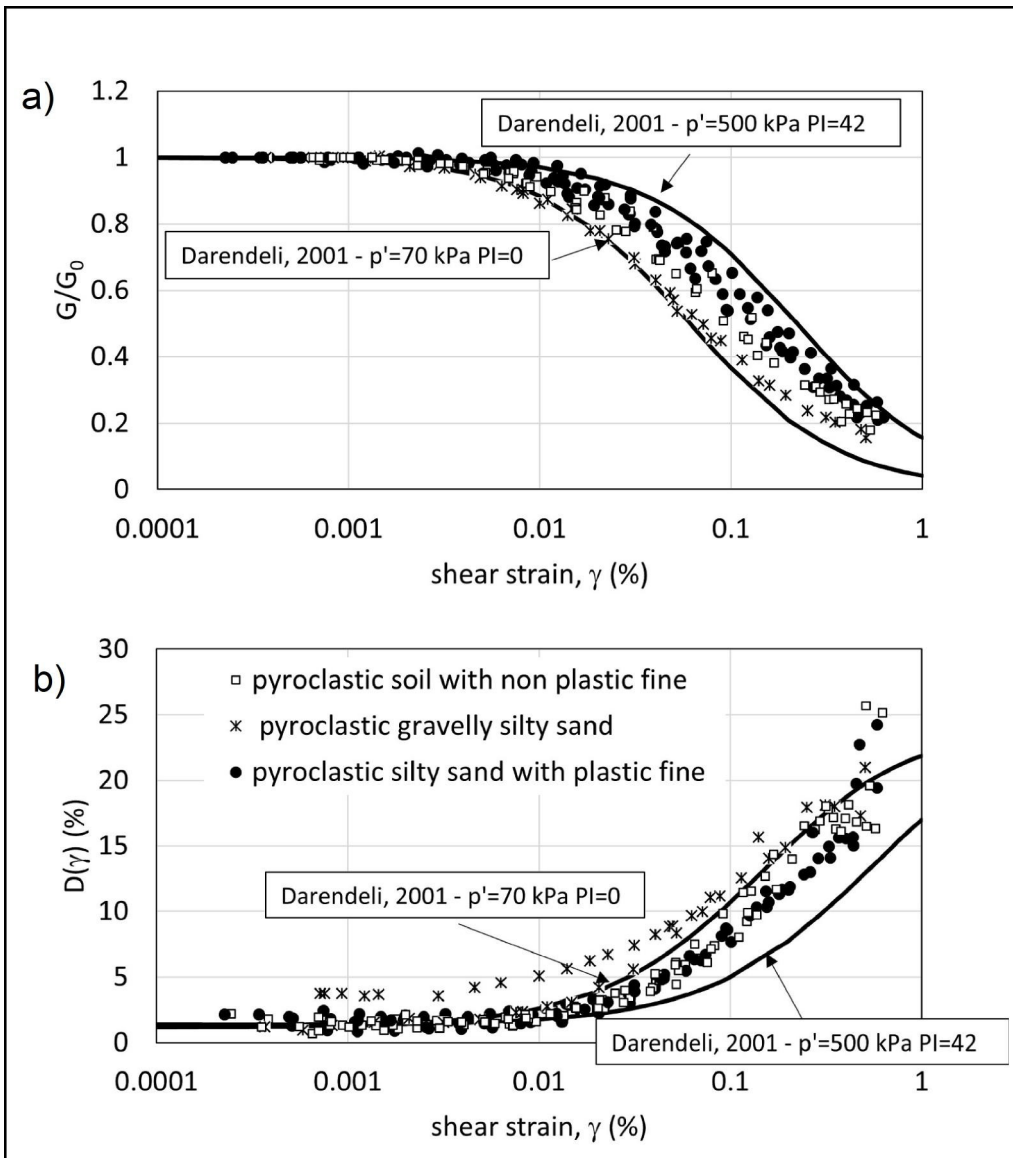 a)
1.2
1
0.8
0.6
0.4
0.2
0
G/G₀
Darendeli, 2001 - p'=500 kPa PI=42
Darendeli, 2001 - p'=70 kPa PI=0
0.0001 0.001 0.01 0.1 1
shear strain, γ (%)
b)
30
25
20
15
10
5
0
D(γ) (%)
pyroclastic soil with non plastic fine
pyroclastic gravelly silty sand
pyroclastic silty sand with plastic fine
Darendeli, 2001 - p'=70 kPa PI=0
Darendeli, 2001 - p'=500 kPa PI=42
0.0001 0.001 0.01 0.1 1
shear strain, γ (%)